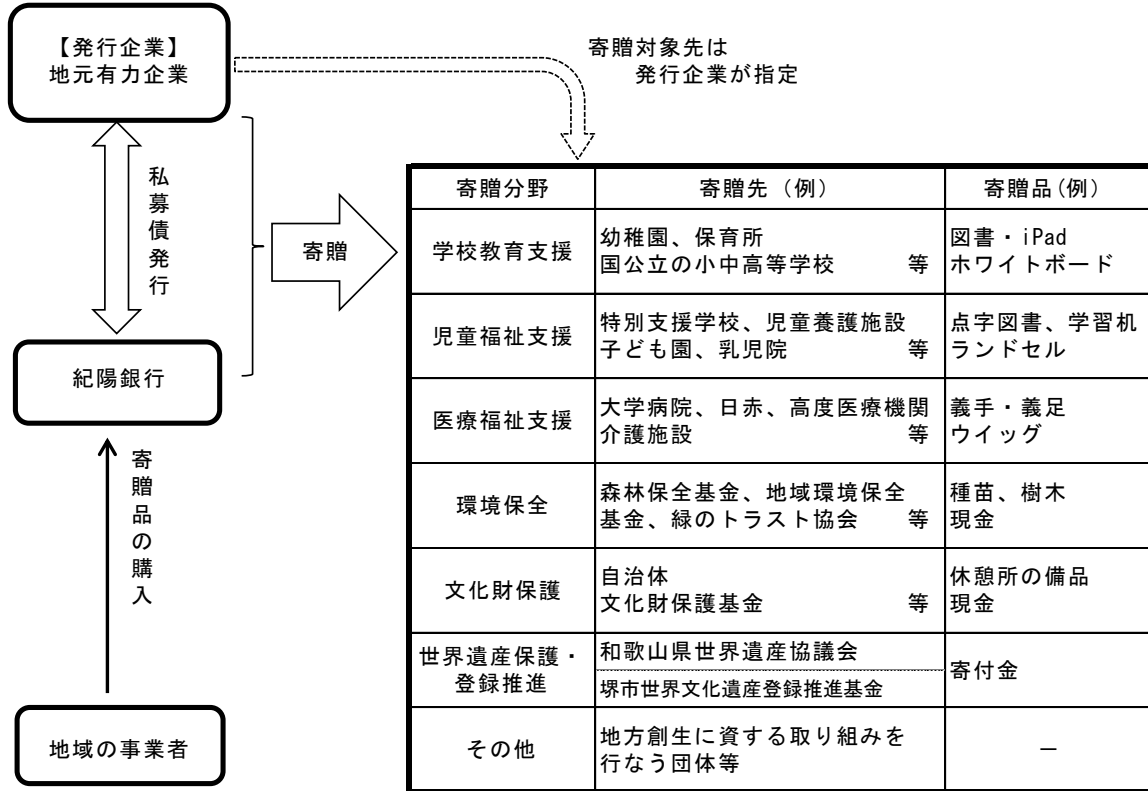 【発行企業】
地元有力企業
寄贈対象先は
発行企業が指定
私募債発行
寄贈
紀陽銀行
寄贈品の購入
地域の事業者
寄贈分野 寄贈先（例） 寄贈品(例)
学校教育支援
幼稚園、保育所
国公立の小中高等学校 等
図書・iPad
ホワイトボード
児童福祉支援
特別支援学校、児童養護施設
子ども園、乳児院 等
点字図書、学習机
ランドセル
医療福祉支援
大学病院、日赤、高度医療機関
介護施設 等
義手・義足
ウイッグ
環境保全
森林保全基金、地域環境保全
基金、緑のトラスト協会 等
種苗、樹木
現金
文化財保護
自治体
文化財保護基金 等
休憩所の備品
現金
世界遺産保護・
登録推進
和歌山県世界遺産協議会
堺市世界文化遺産登録推進基金
寄付金
その他
地方創生に資する取り組みを
行なう団体等
－